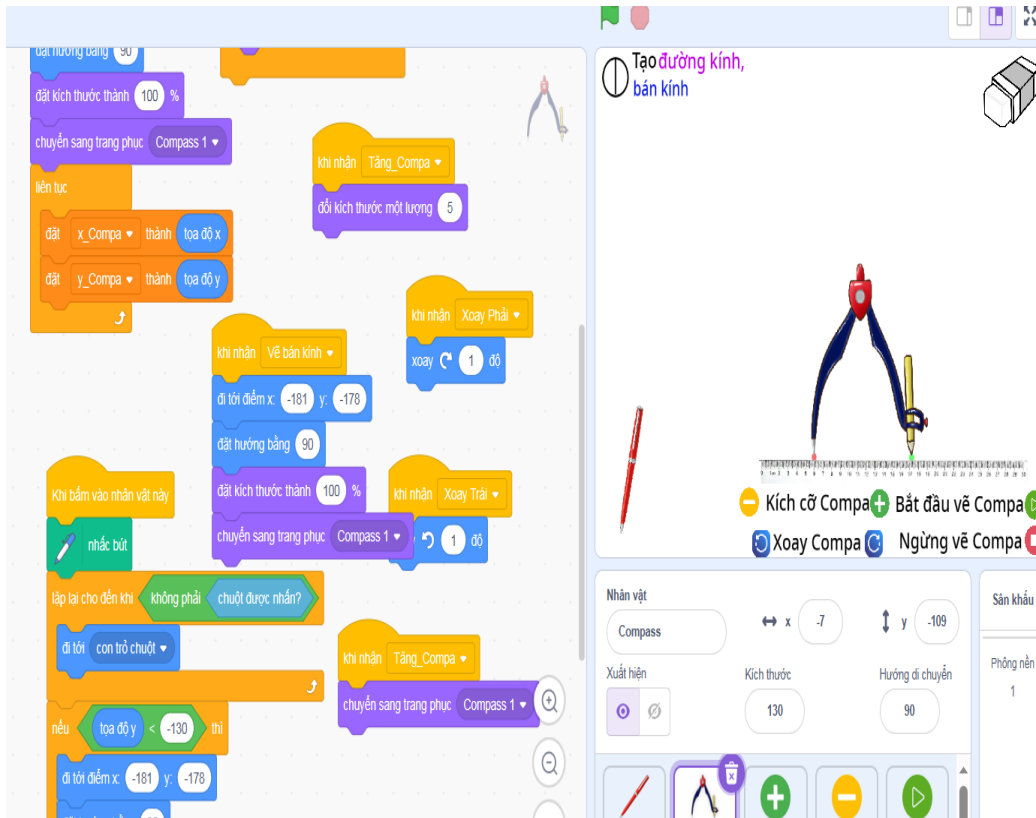 đặt hướng bằng 90
đặt kích thước thành 100 %
chuyển sang trang phục Compass 1
liên tục
đặt x_Compa thành tọa độ x
đặt y_Compa thành tọa độ y
khi nhận Tăng_Compa
đổi kích thước một lượng 5
khi nhận Xoay Phải
xoay 1 độ
khi nhận Vẽ bán kính
đi tới điểm x: -181 y: -178
đặt hướng bằng 90
đặt kích thước thành 100 %
chuyển sang trang phục Compass 1
khi nhận Xoay Trái
1 độ
Khi bấm vào nhân vật này
nhấc bút
lặp lại cho đến khi không phải chuột được nhấn?
đi tới con trỏ chuột
nếu tọa độ y < -130 thì
đi tới điểm x: -181 y: -178
khi nhận Tăng_Compa
chuyển sang trang phục Compass 1
Tạo đường kính,
bán kính
Kích cỡ Compa
Bắt đầu vẽ Compa
Xoay Compa
Ngừng vẽ Compa
Nhân vật
Compass
x -7
y -109
Xuất hiện
Kích thước
130
Hướng di chuyển
90
Sân khấu
Phông nền
1